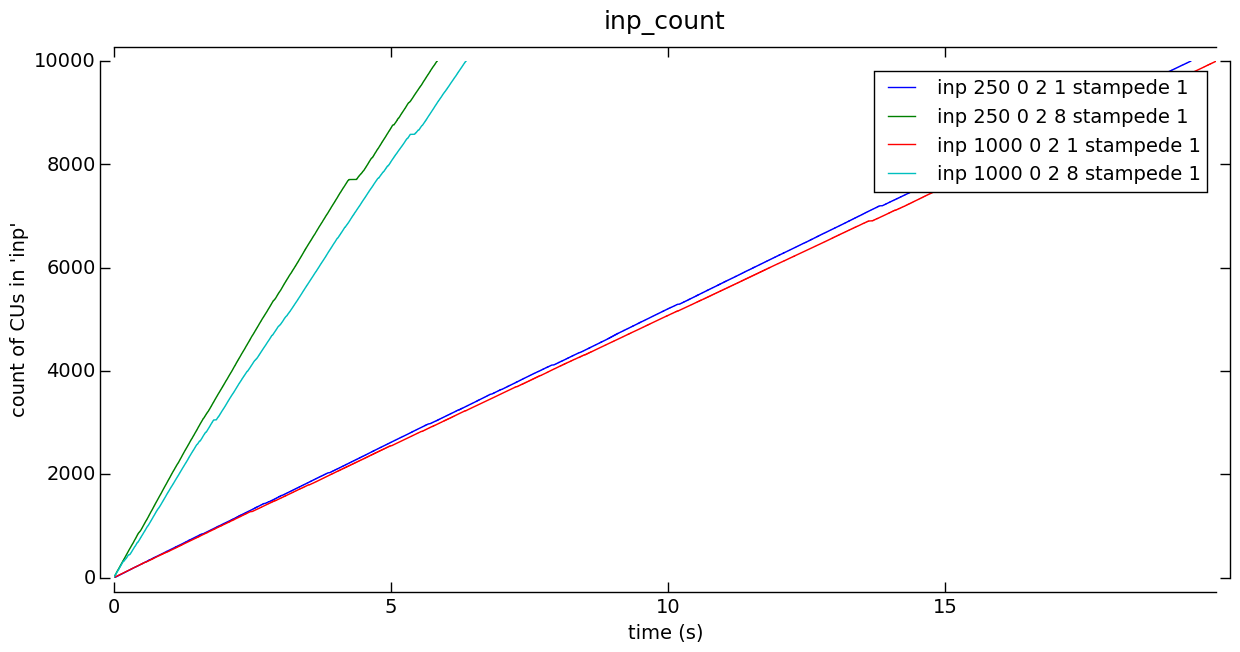 inp_count
10000
8000
6000
4000
2000
0
count of CUs in 'inp'
inp 250 0 2 1 stampede 1
inp 250 0 2 8 stampede 1
inp 1000 0 2 1 stampede 1
inp 1000 0 2 8 stampede 1
0 5 10 15
time (s)